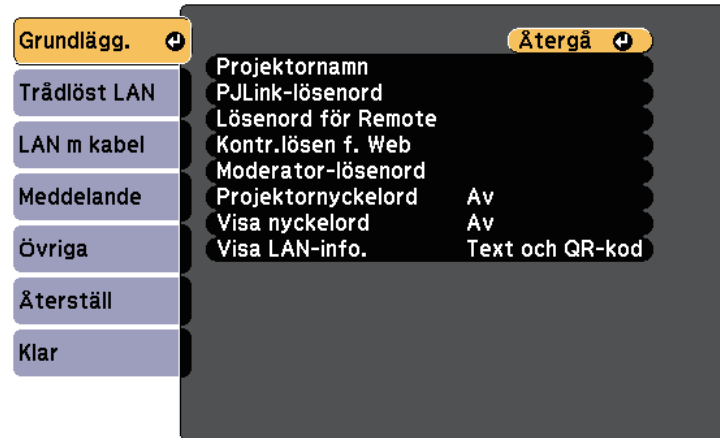 Grundlägg.
Trådlöst LAN
LAN m kabel
Meddelande
Övriga
Återställ
Klar
Återgå
Projektornamn
PJLink-lösenord
Lösenord för Remote
Kontr.lösen f. Web
Moderator-lösenord
Projektornyckelord Av
Visa nyckelord Av
Visa LAN-info. Text och QR-kod